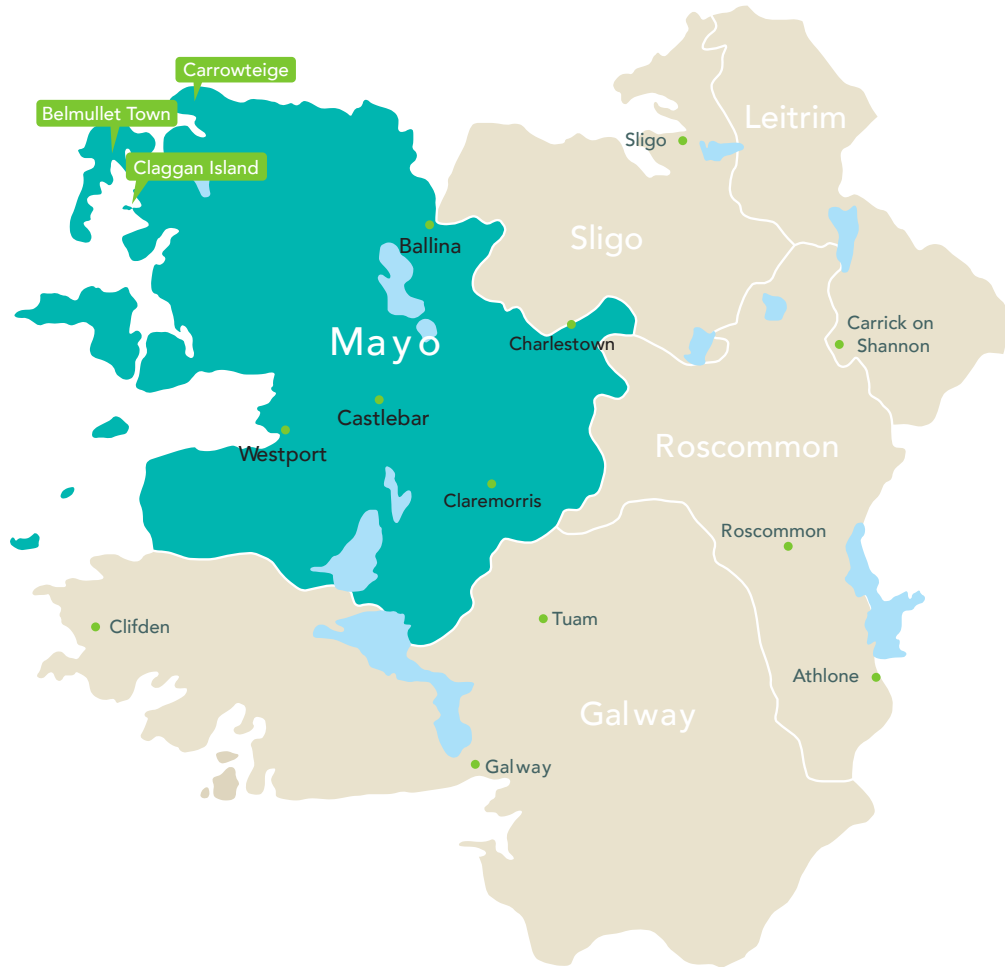 Carrowteige
Belmullet Town
Leitrim
Sligo
Claggan Island
Sligo
Ballina
Mayo
Charlestown
Carrick on
Shannon
Castlebar
Westport
Roscommon
Claremorris
Roscommon
Clifden
Tuam
Athlone
Galway
Galway